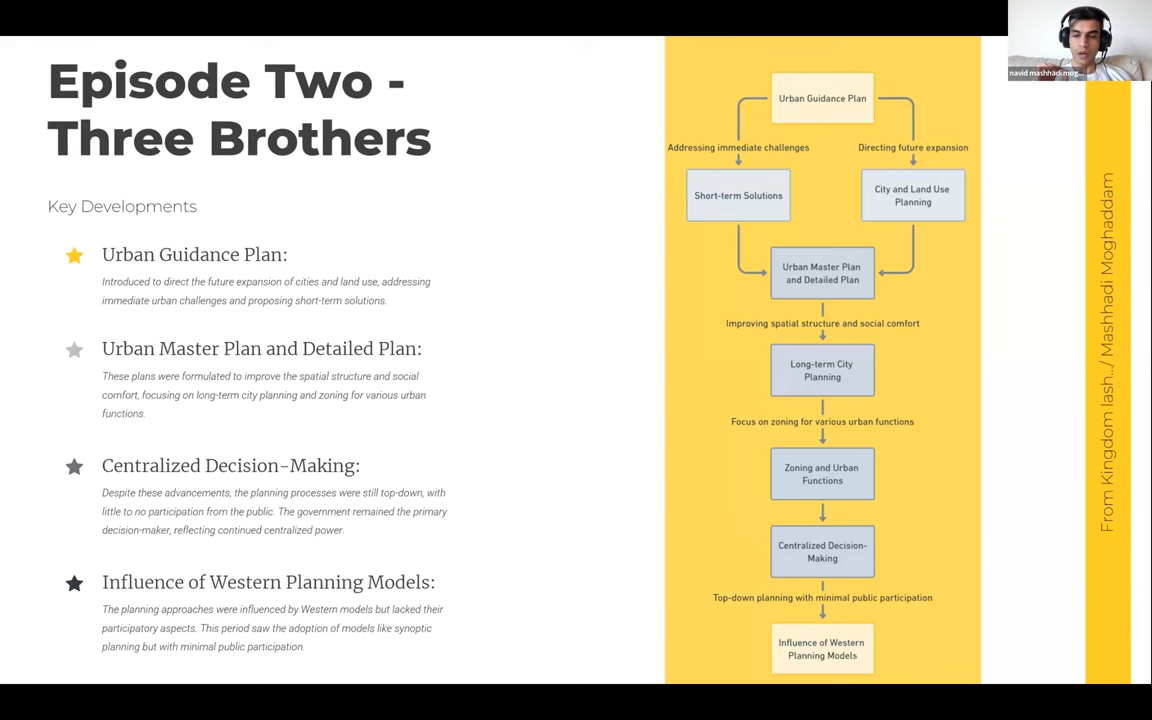 navid mashhadi mog...
Episode Two -
Three Brothers
Key Developments
Urban Guidance Plan:
Introduced to direct the future expansion of cities and land use, addressing
immediate urban challenges and proposing short-term solutions.
Urban Master Plan and Detailed Plan:
These plans were formulated to improve the spatial structure and social
comfort, focusing on long-term city planning and zoning for various urban
functions.
Centralized Decision-Making:
Despite these advancements, the planning processes were still top-down, with
little to no participation from the public. The government remained the primary
decision-maker, reflecting continued centralized power.
Influence of Western Planning Models:
The planning approaches were influenced by Western models but lacked their
participatory aspects. This period saw the adoption of models like synoptic
planning but with minimal public participation.
Urban Guidance Plan
Addressing immediate challenges
Directing future expansion
Short-term Solutions
City and Land Use
Planning
Urban Master Plan
and Detailed Plan
Improving spatial structure and social comfort
Long-term City
Planning
Focus on zoning for various urban functions
Zoning and Urban
Functions
Centralized Decision-
Making
Top-down planning with minimal public participation
Influence of Western
Planning Models
From Kingdom lash../ Mashhadi Moghaddam